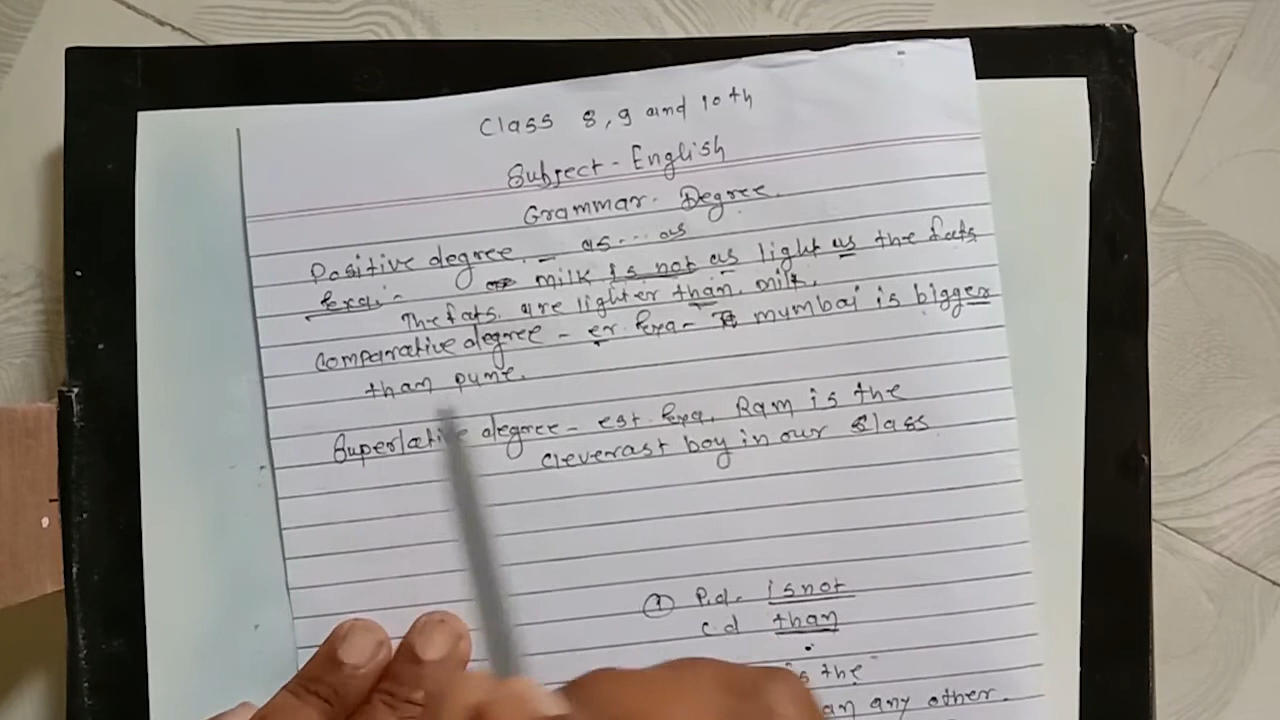 Class 8, 9 and 10th
Subject - English
Grammar. Degree.
Positive degree. - as... as
Exa:- milk is not as light as the fats
The fats are lighter than milk.
Comparative degree - er. Exa- mumbai is bigger
than pune.
Superlative degree - est. Exa. Ram is the
cleverast boy in our class
① P.d. is not
C.d than
is the
any other.